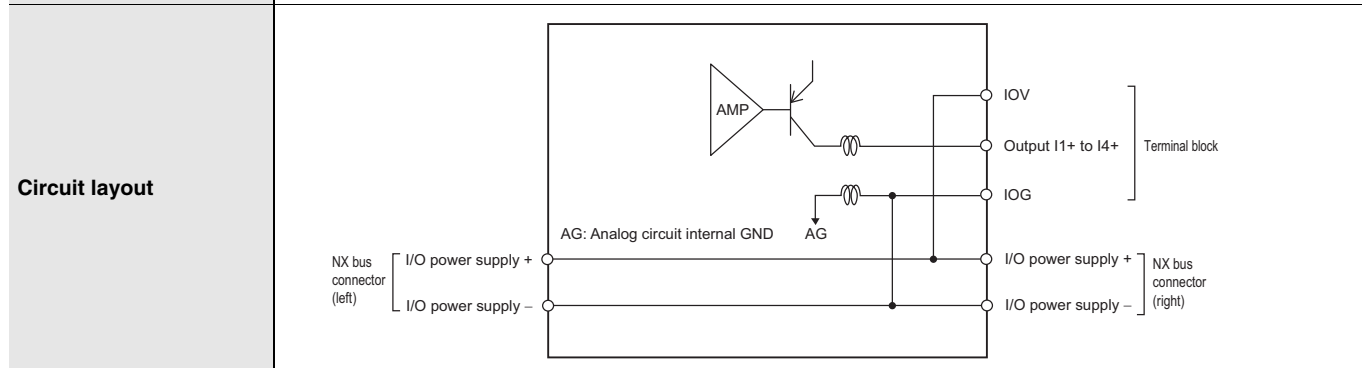 Circuit layout
AMP
IOV
Output I1+ to I4+
Terminal block
IOG
AG: Analog circuit internal GND
AG
NX bus
connector
(left)
I/O power supply +
I/O power supply –
I/O power supply +
I/O power supply –
NX bus
connector
(right)